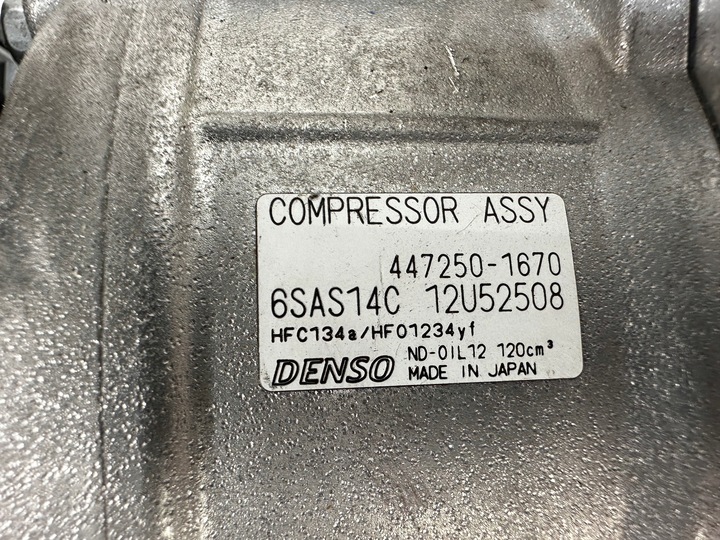 COMPRESSOR ASSY
447250-1670
6SAS14C 12U52508
HFC134a/HFO1234yf
DENSO ND-OIL12 120cm³
MADE IN JAPAN